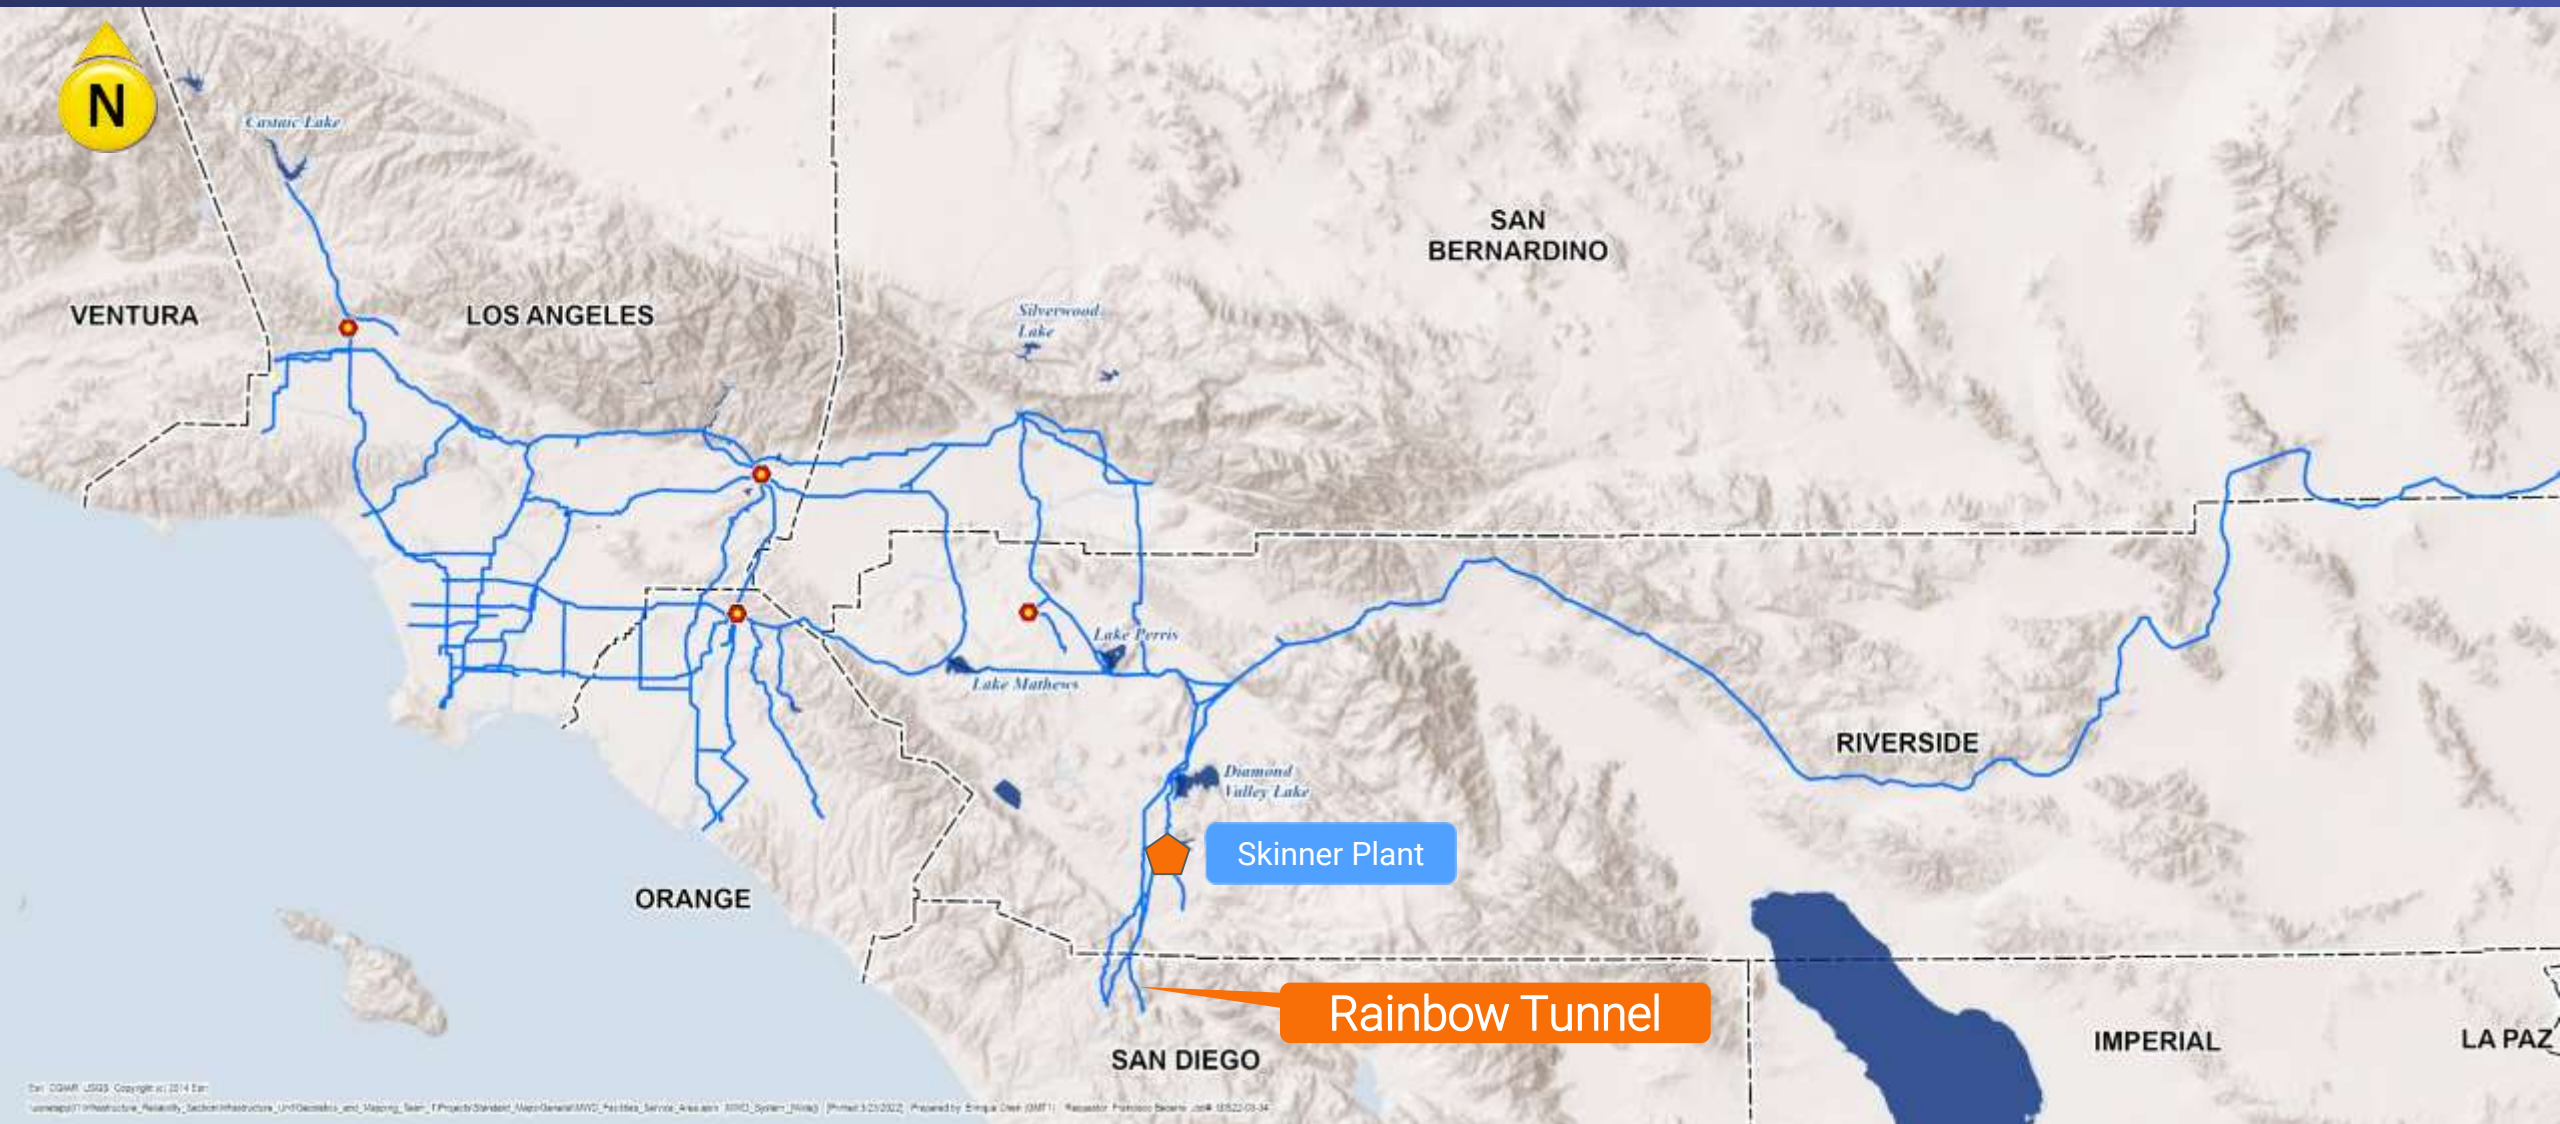 N
Castaic Lake
SAN
BERNARDINO
VENTURA
LOS ANGELES
Silverwood
Lake
Lake Perris
Lake Mathews
RIVERSIDE
Diamond
Valley Lake
Skinner Plant
ORANGE
Rainbow Tunnel
IMPERIAL
LA PAZ
SAN DIEGO